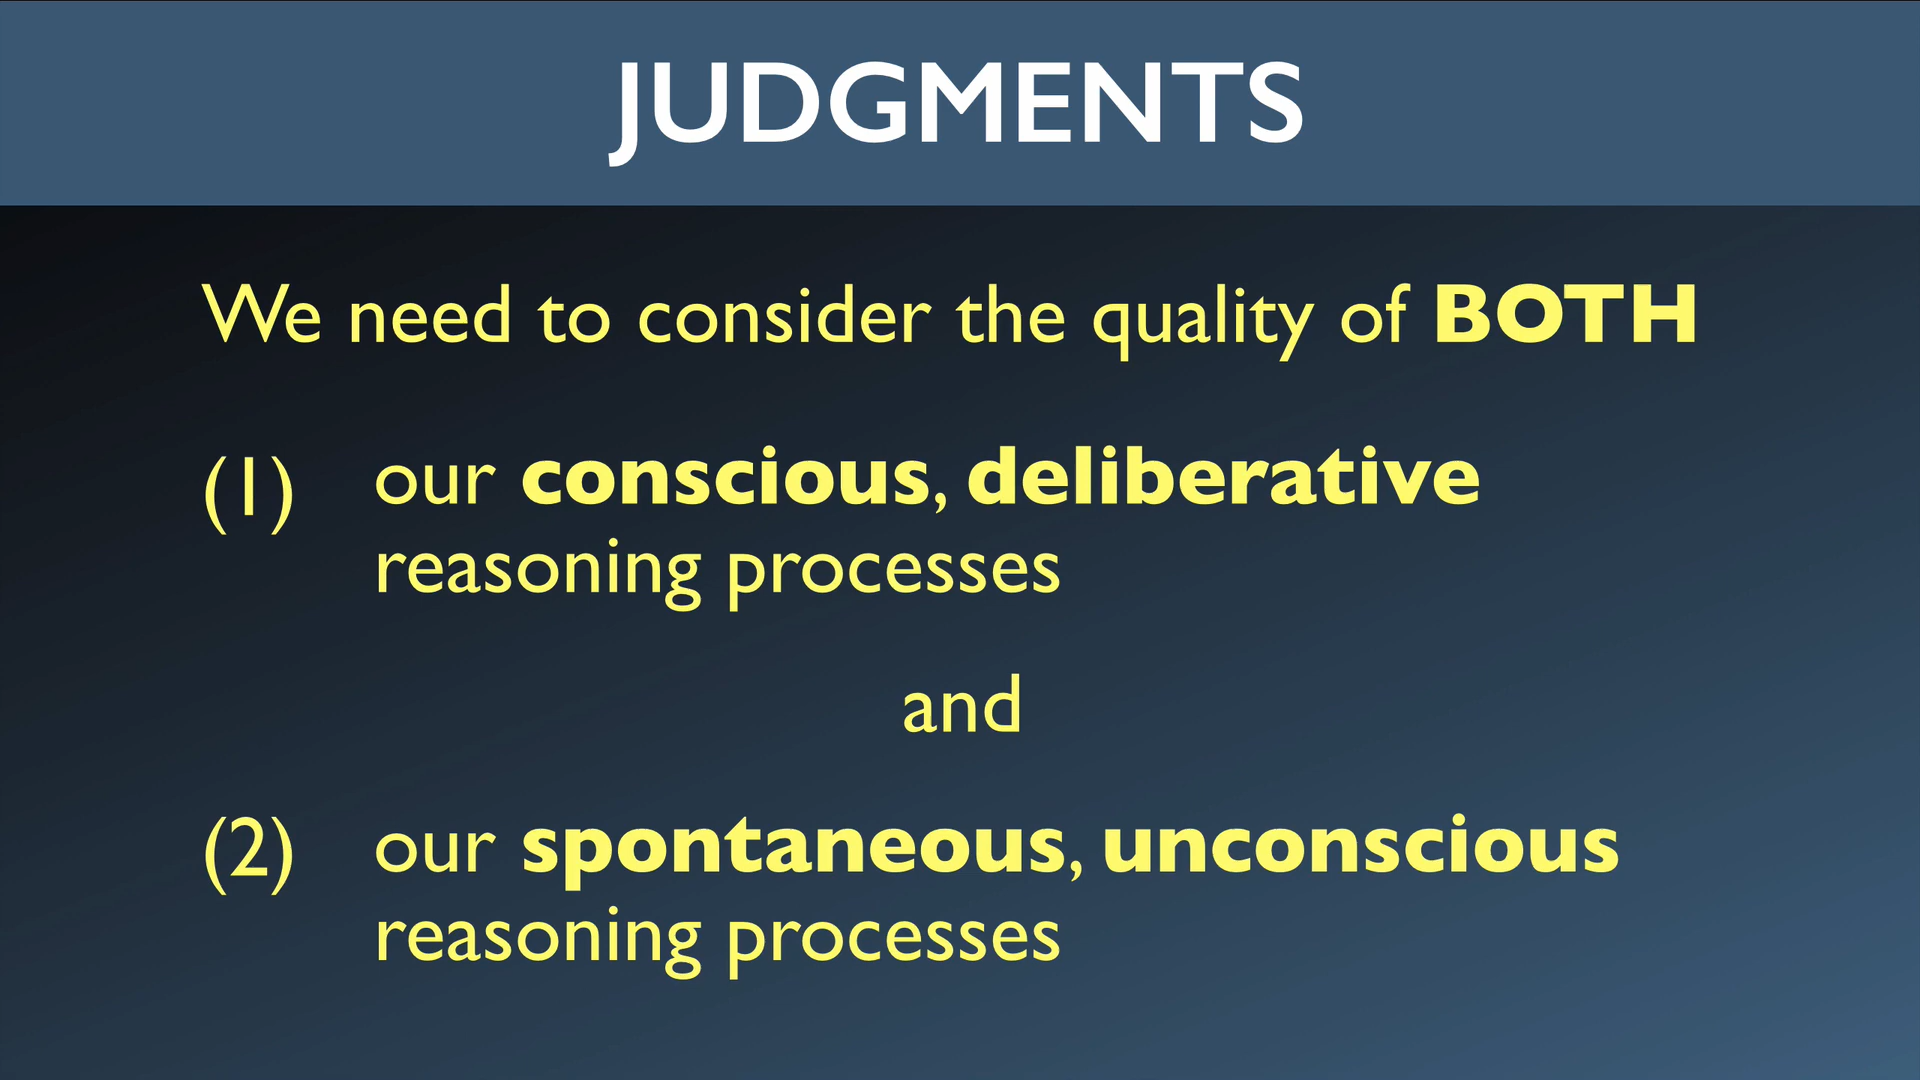 JUDGMENTS
We need to consider the quality of BOTH
(1) our conscious, deliberative
reasoning processes
and
(2) our spontaneous, unconscious
reasoning processes